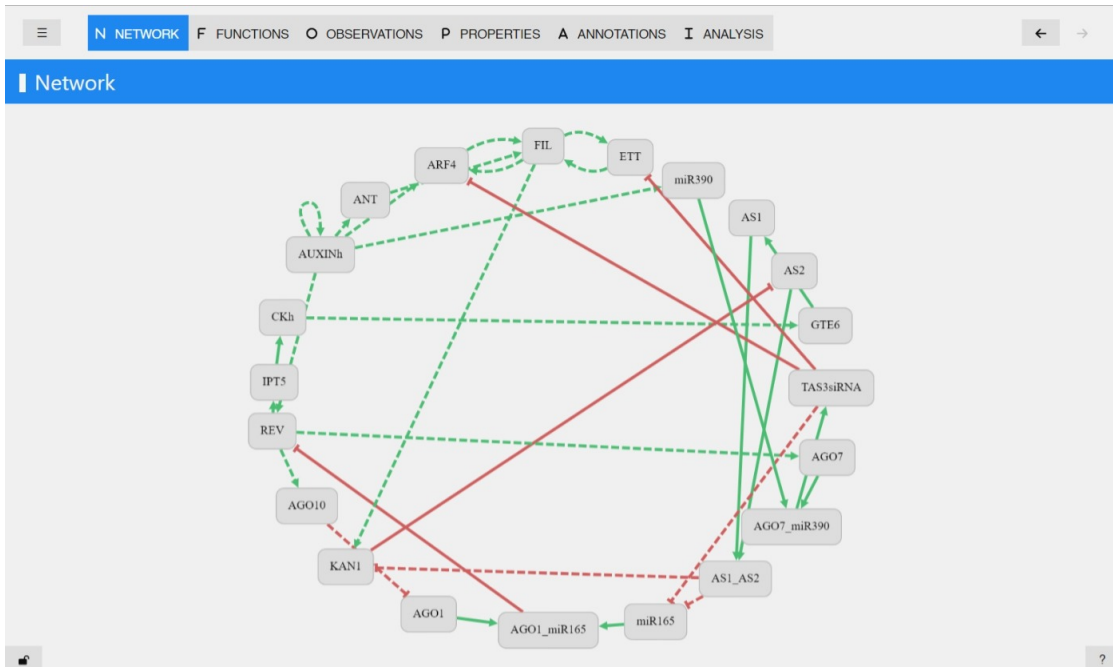 N NETWORK F FUNCTIONS O OBSERVATIONS P PROPERTIES A ANNOTATIONS I ANALYSIS
Network
FIL
ETT
ARF4
miR390
ANT
AS1
AUXINh
AS2
CKh
GTE6
IPT5
TAS3siRNA
REV
AGO7
AGO10
AGO7_miR390
KAN1
AS1_AS2
AGO1
miR165
AGO1_miR165
?